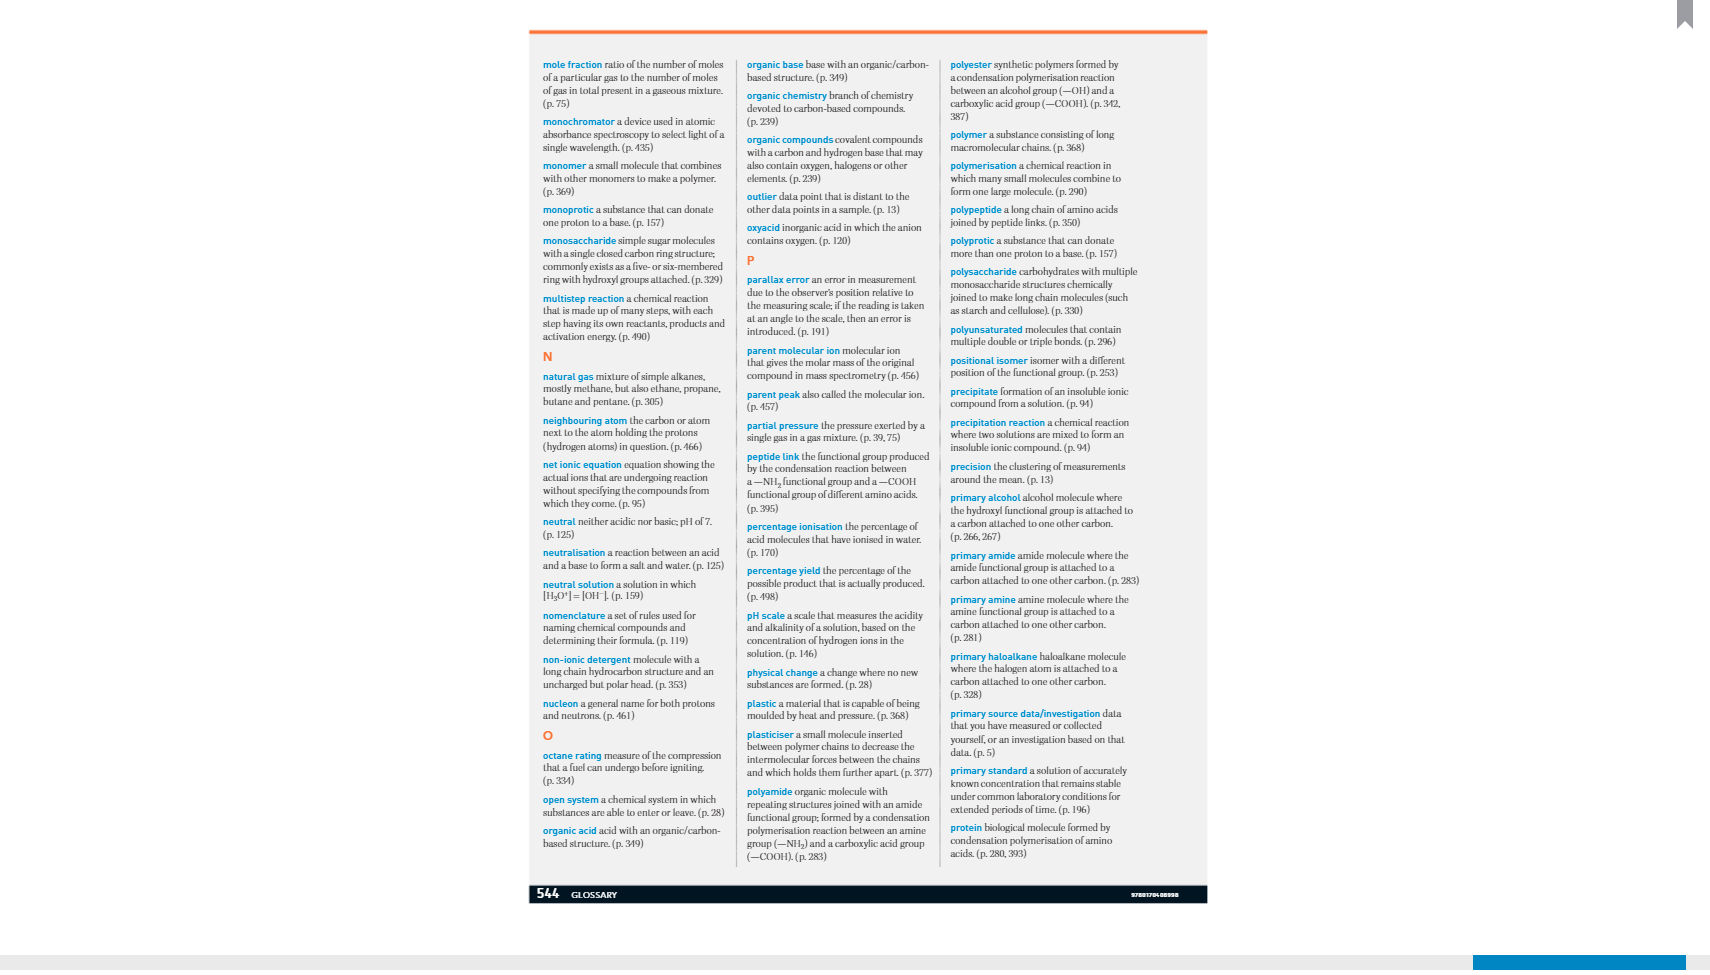 mole fraction ratio of the number of moles
of a particular gas to the number of moles
of gas in total present in a gaseous mixture.
(p. 75)
monochromator a device used in atomic
absorbance spectroscopy to select light of a
single wavelength. (p. 435)
monomer a small molecule that combines
with other monomers to make a polymer.
(p. 369)
monoprotic a substance that can donate
one proton to a base. (p. 157)
monosaccharide simple sugar molecules
with a single closed carbon ring structure;
commonly exists as a five- or six-membered
ring with hydroxyl groups attached. (p. 329)
multistep reaction a chemical reaction
that is made up of many steps, with each
step having its own reactants, products and
activation energy. (p. 490)
N
natural gas mixture of simple alkanes,
mostly methane, but also ethane, propane,
butane and pentane. (p. 305)
neighbouring atom the carbon or atom
next to the atom holding the protons
(hydrogen atoms) in question. (p. 466)
net ionic equation equation showing the
actual ions that are undergoing reaction
without specifying the compounds from
which they come. (p. 95)
neutral neither acidic nor basic; pH of 7.
(p. 125)
neutralisation a reaction between an acid
and a base to form a salt and water. (p. 125)
neutral solution a solution in which
[H₃O⁺] = [OH⁻]. (p. 159)
nomenclature a set of rules used for
naming chemical compounds and
determining their formula. (p. 119)
non-ionic detergent molecule with a
long chain hydrocarbon structure and an
uncharged but polar head. (p. 353)
nucleon a general name for both protons
and neutrons. (p. 461)
O
octane rating measure of the compression
that a fuel can undergo before igniting.
(p. 334)
open system a chemical system in which
substances are able to enter or leave. (p. 28)
organic acid acid with an organic/carbon-
based structure. (p. 349)
organic base base with an organic/carbon-
based structure. (p. 349)
organic chemistry branch of chemistry
devoted to carbon-based compounds.
(p. 239)
organic compounds covalent compounds
with a carbon and hydrogen base that may
also contain oxygen, halogens or other
elements. (p. 239)
outlier data point that is distant to the
other data points in a sample. (p. 13)
oxyacid inorganic acid in which the anion
contains oxygen. (p. 120)
P
parallax error an error in measurement
due to the observer's position relative to
the measuring scale; if the reading is taken
at an angle to the scale, then an error is
introduced. (p. 191)
parent molecular ion molecular ion
that gives the molar mass of the original
compound in mass spectrometry (p. 456)
parent peak also called the molecular ion.
(p. 457)
partial pressure the pressure exerted by a
single gas in a gas mixture. (p. 39, 75)
peptide link the functional group produced
by the condensation reaction between
a —NH₂ functional group and a —COOH
functional group of different amino acids.
(p. 395)
percentage ionisation the percentage of
acid molecules that have ionised in water.
(p. 170)
percentage yield the percentage of the
possible product that is actually produced.
(p. 498)
pH scale a scale that measures the acidity
and alkalinity of a solution, based on the
concentration of hydrogen ions in the
solution. (p. 146)
physical change a change where no new
substances are formed. (p. 28)
plastic a material that is capable of being
moulded by heat and pressure. (p. 368)
plasticiser a small molecule inserted
between polymer chains to decrease the
intermolecular forces between the chains
and which holds them further apart. (p. 377)
polyamide organic molecule with
repeating structures joined with an amide
functional group; formed by a condensation
polymerisation reaction between an amine
group (—NH₂) and a carboxylic acid group
(—COOH). (p. 283)
polyester synthetic polymers formed by
a condensation polymerisation reaction
between an alcohol group (—OH) and a
carboxylic acid group (—COOH). (p. 342,
387)
polymer a substance consisting of long
macromolecular chains. (p. 368)
polymerisation a chemical reaction in
which many small molecules combine to
form one large molecule. (p. 290)
polypeptide a long chain of amino acids
joined by peptide links. (p. 350)
polyprotic a substance that can donate
more than one proton to a base. (p. 157)
polysaccharide carbohydrates with multiple
monosaccharide structures chemically
joined to make long chain molecules (such
as starch and cellulose). (p. 330)
polyunsaturated molecules that contain
multiple double or triple bonds. (p. 296)
positional isomer isomer with a different
position of the functional group. (p. 253)
precipitate formation of an insoluble ionic
compound from a solution. (p. 94)
precipitation reaction a chemical reaction
where two solutions are mixed to form an
insoluble ionic compound. (p. 94)
precision the clustering of measurements
around the mean. (p. 13)
primary alcohol alcohol molecule where
the hydroxyl functional group is attached to
a carbon attached to one other carbon.
(p. 266, 267)
primary amide amide molecule where the
amide functional group is attached to a
carbon attached to one other carbon. (p. 283)
primary amine amine molecule where the
amine functional group is attached to a
carbon attached to one other carbon.
(p. 281)
primary haloalkane haloalkane molecule
where the halogen atom is attached to a
carbon attached to one other carbon.
(p. 328)
primary source data/investigation data
that you have measured or collected
yourself, or an investigation based on that
data. (p. 5)
primary standard a solution of accurately
known concentration that remains stable
under common laboratory conditions for
extended periods of time. (p. 196)
protein biological molecule formed by
condensation polymerisation of amino
acids. (p. 280, 393)
544 GLOSSARY
9780170408998